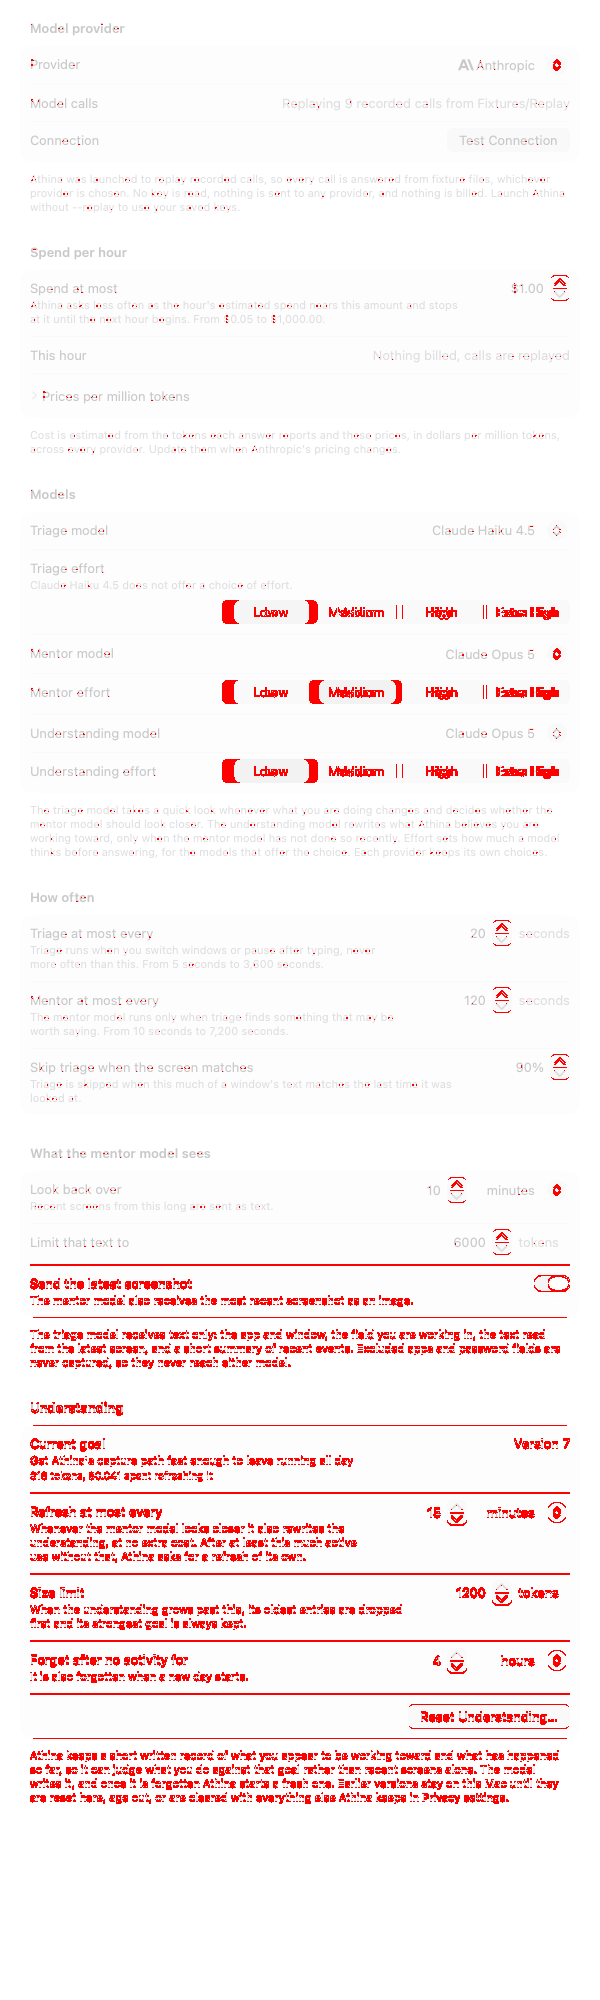 Model provider
Provider
Anthropic
Model calls
Replaying 9 recorded calls from Fixtures/Replay
Connection
Test Connection
Athina was launched to replay recorded calls, so every call is answered from fixture files, whichever
provider is chosen. No key is read, nothing is sent to any provider, and nothing is billed. Launch Athina
without --replay to use your saved keys.
Spend per hour
Spend at most
$1.00
Athina asks less often as the hour's estimated spend nears this amount and stops
at it until the next hour begins. From $0.05 to $1,000.00.
This hour
Nothing billed, calls are replayed
Prices per million tokens
Cost is estimated from the tokens each answer reports and these prices, in dollars per million tokens,
across every provider. Update them when Anthropic's pricing changes.
Models
Triage model
Claude Haiku 4.5
Triage effort
Claude Haiku 4.5 does not offer a choice of effort.
Low Medium High Extra High
Mentor model
Claude Opus 5
Mentor effort
Low Medium High Extra High
Understanding model
Claude Opus 5
Understanding effort
Low Medium High Extra High
The triage model takes a quick look whenever what you are doing changes and decides whether the
mentor model should look closer. The understanding model rewrites what Athina believes you are
working toward, only when the mentor model has not done so recently. Effort sets how much a model
thinks before answering, for the models that offer the choice. Each provider keeps its own choices.
How often
Triage at most every
20 seconds
Triage runs when you switch windows or pause after typing, never
more often than this. From 5 seconds to 3,600 seconds.
Mentor at most every
120 seconds
The mentor model runs only when triage finds something that may be
worth saying. From 10 seconds to 7,200 seconds.
Skip triage when the screen matches
90%
Triage is skipped when this much of a window's text matches the last time it was
looked at.
What the mentor model sees
Look back over
10 minutes
Recent screens from this long are sent as text.
Limit that text to
6000 tokens
Send the latest screenshot
The mentor model also receives the most recent screenshot as an image.
The triage model receives text only: the app and window, the field you are working in, the text read
from the latest screen, and a short summary of recent events. Excluded apps and password fields are
never captured, so they never reach either model.
Understanding
Current goal
Version 7
Get Athina's capture path fast enough to leave running all day
318 tokens, $0.041 spent refreshing it
Refresh at most every
15 minutes
Whenever the mentor model looks closer it also rewrites the
understanding, at no extra cost. After at least this much active
use without that, Athina asks for a refresh of its own.
Size limit
1200 tokens
When the understanding grows past this, its oldest entries are dropped
first and its strongest goal is always kept.
Forget after no activity for
4 hours
It is also forgotten when a new day starts.
Reset Understanding...
Athina keeps a short written record of what you appear to be working toward and what has happened
so far, so it can judge what you do against that goal rather than recent screens alone. The model
writes it, and once it is forgotten Athina starts a fresh one. Earlier versions stay on this Mac until they
are reset here, age out, or are cleared with everything else Athina keeps in Privacy settings.